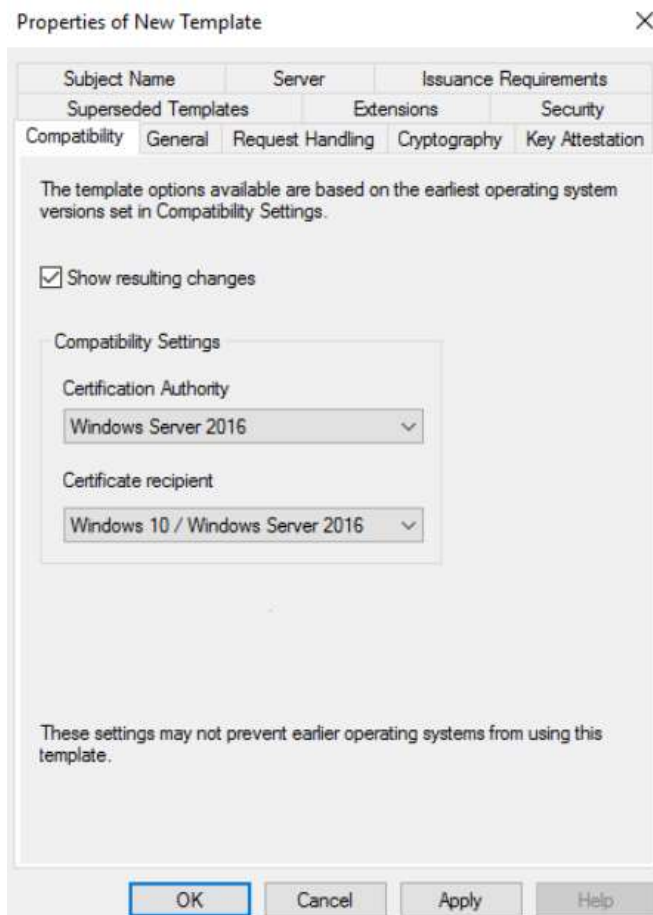 Properties of New Template
Subject Name Server Issuance Requirements
Superseded Templates Extensions Security
Compatibility General Request Handling Cryptography Key Attestation
The template options available are based on the earliest operating system
versions set in Compatibility Settings.
Show resulting changes
Compatibility Settings
Certification Authority
Windows Server 2016
Certificate recipient
Windows 10 / Windows Server 2016
These settings may not prevent earlier operating systems from using this
template.
OK Cancel Apply Help